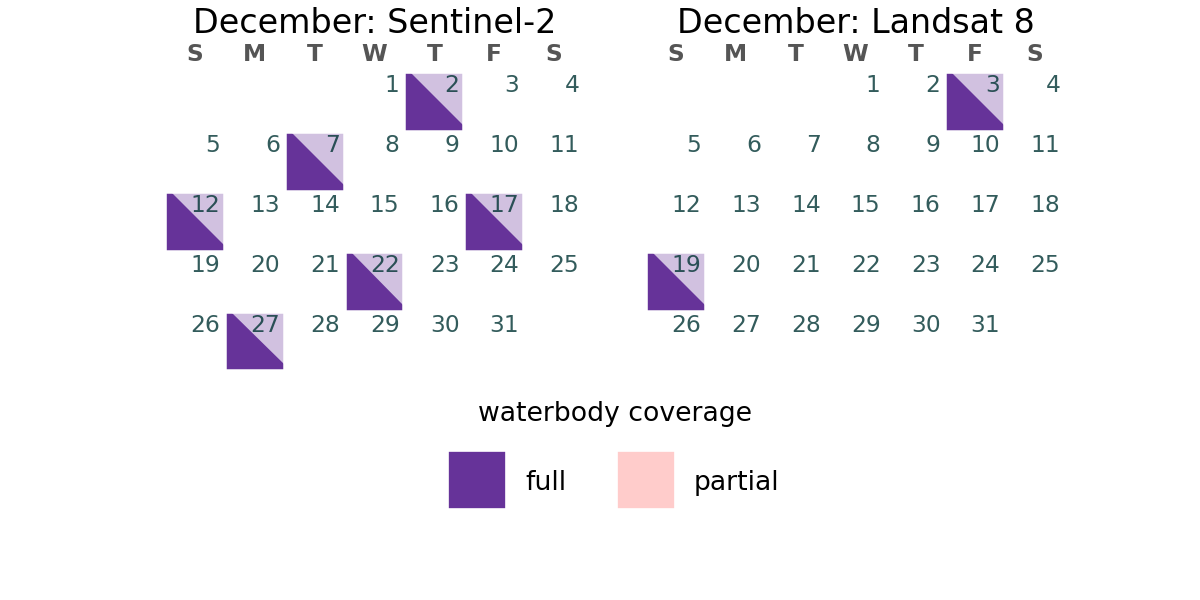 December: Sentinel-2
S M T W T F S
1 2 3 4
5 6 7 8 9 10 11
12 13 14 15 16 17 18
19 20 21 22 23 24 25
26 27 28 29 30 31
December: Landsat 8
S M T W T F S
1 2 3 4
5 6 7 8 9 10 11
12 13 14 15 16 17 18
19 20 21 22 23 24 25
26 27 28 29 30 31
waterbody coverage
full partial